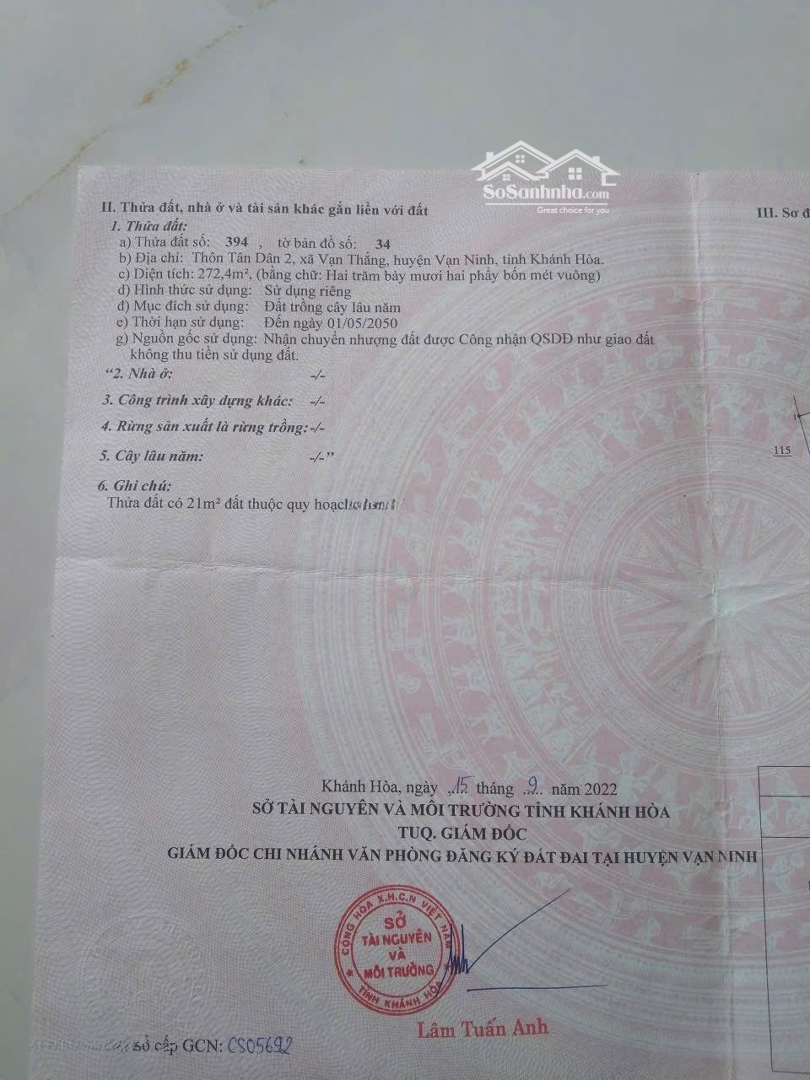 SoSanhnha.com
Great choice for you
II. Thửa đất, nhà ở và tài sản khác gắn liền với đất
III. Sơ đ
1. Thửa đất:
a) Thửa đất số: 394 , tờ bản đồ số: 34
b) Địa chỉ: Thôn Tân Dân 2, xã Vạn Thắng, huyện Vạn Ninh, tỉnh Khánh Hòa.
c) Diện tích: 272,4m², (bằng chữ: Hai trăm bảy mươi hai phẩy bốn mét vuông)
d) Hình thức sử dụng: Sử dụng riêng
đ) Mục đích sử dụng: Đất trồng cây lâu năm
e) Thời hạn sử dụng: Đến ngày 01/05/2050
g) Nguồn gốc sử dụng: Nhận chuyển nhượng đất được Công nhận QSDĐ như giao đất
không thu tiền sử dụng đất.
“2. Nhà ở: -/-
3. Công trình xây dựng khác: -/-
4. Rừng sản xuất là rừng trồng: -/-
5. Cây lâu năm: -/-”
1
115
6. Ghi chú:
Thửa đất có 21m² đất thuộc quy hoạch
Khánh Hòa, ngày 15 tháng 9 năm 2022
SỞ TÀI NGUYÊN VÀ MÔI TRƯỜNG TỈNH KHÁNH HÒA
TUQ. GIÁM ĐỐC
GIÁM ĐỐC CHI NHÁNH VĂN PHÒNG ĐĂNG KÝ ĐẤT ĐAI TẠI HUYỆN VẠN NINH
CỘNG HÒA X.H.C.N VIỆT NAM
SỞ
TÀI NGUYÊN
VÀ
MÔI TRƯỜNG
TỈNH KHÁNH HÒA
Lâm Tuấn Anh
sổ cấp GCN: CS05692